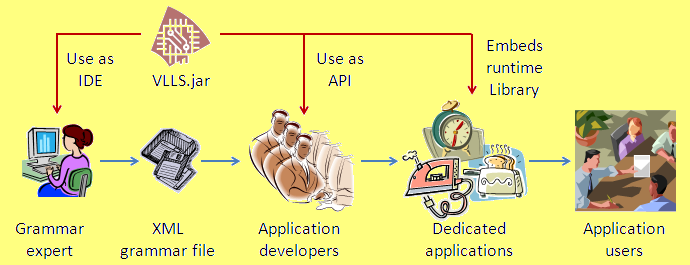 Use as
IDE
VLLS.jar
Use as
API
Embeds
runtime
Library
Grammar
expert
XML
grammar file
Application
developers
Dedicated
applications
Application
users